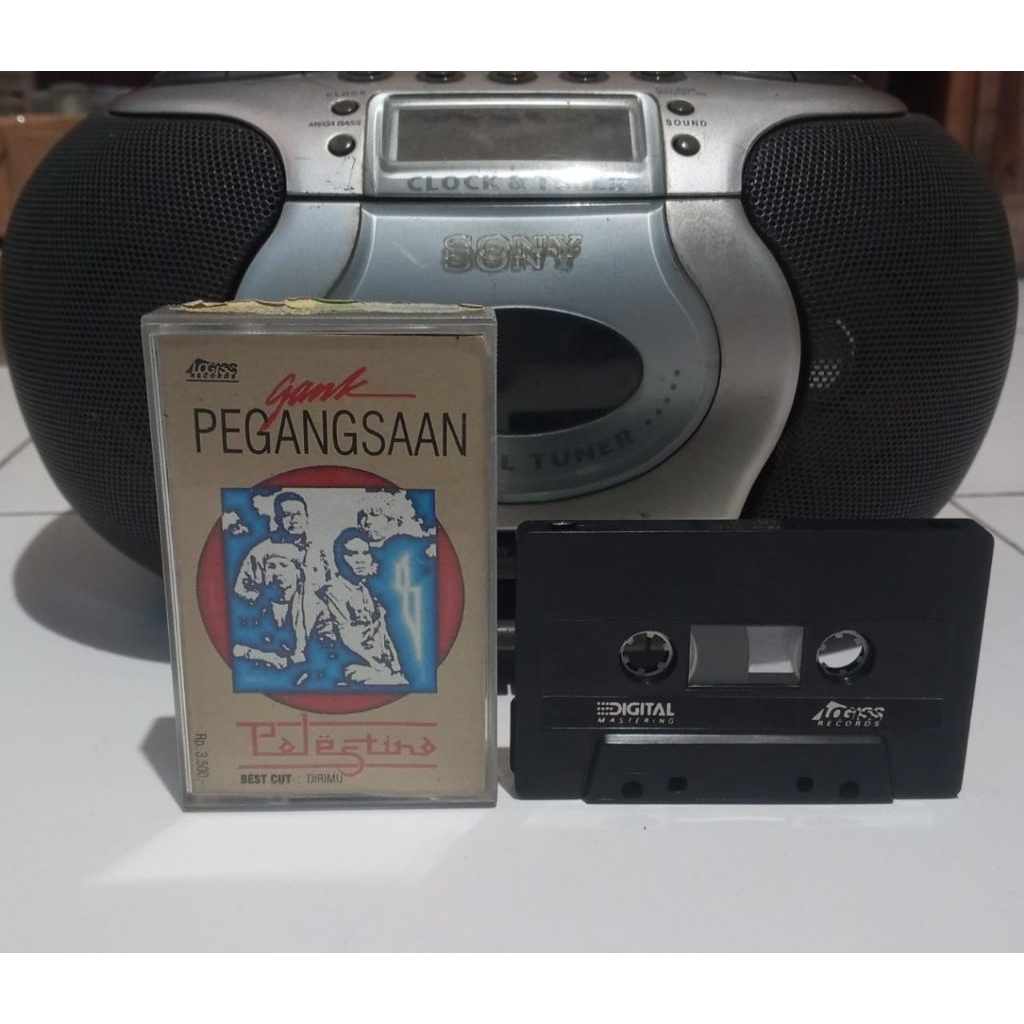 CLOCK
MEGA BASS
SOUND
CLOCK & TUNER
SONY
L TUNER
LOGISS
RECORDS
Gank
PEGANGSAAN
Palestina
BEST CUT : DIRIMU
Rp 3.500,-
DIGITAL
MASTERING
LOGISS
RECORDS